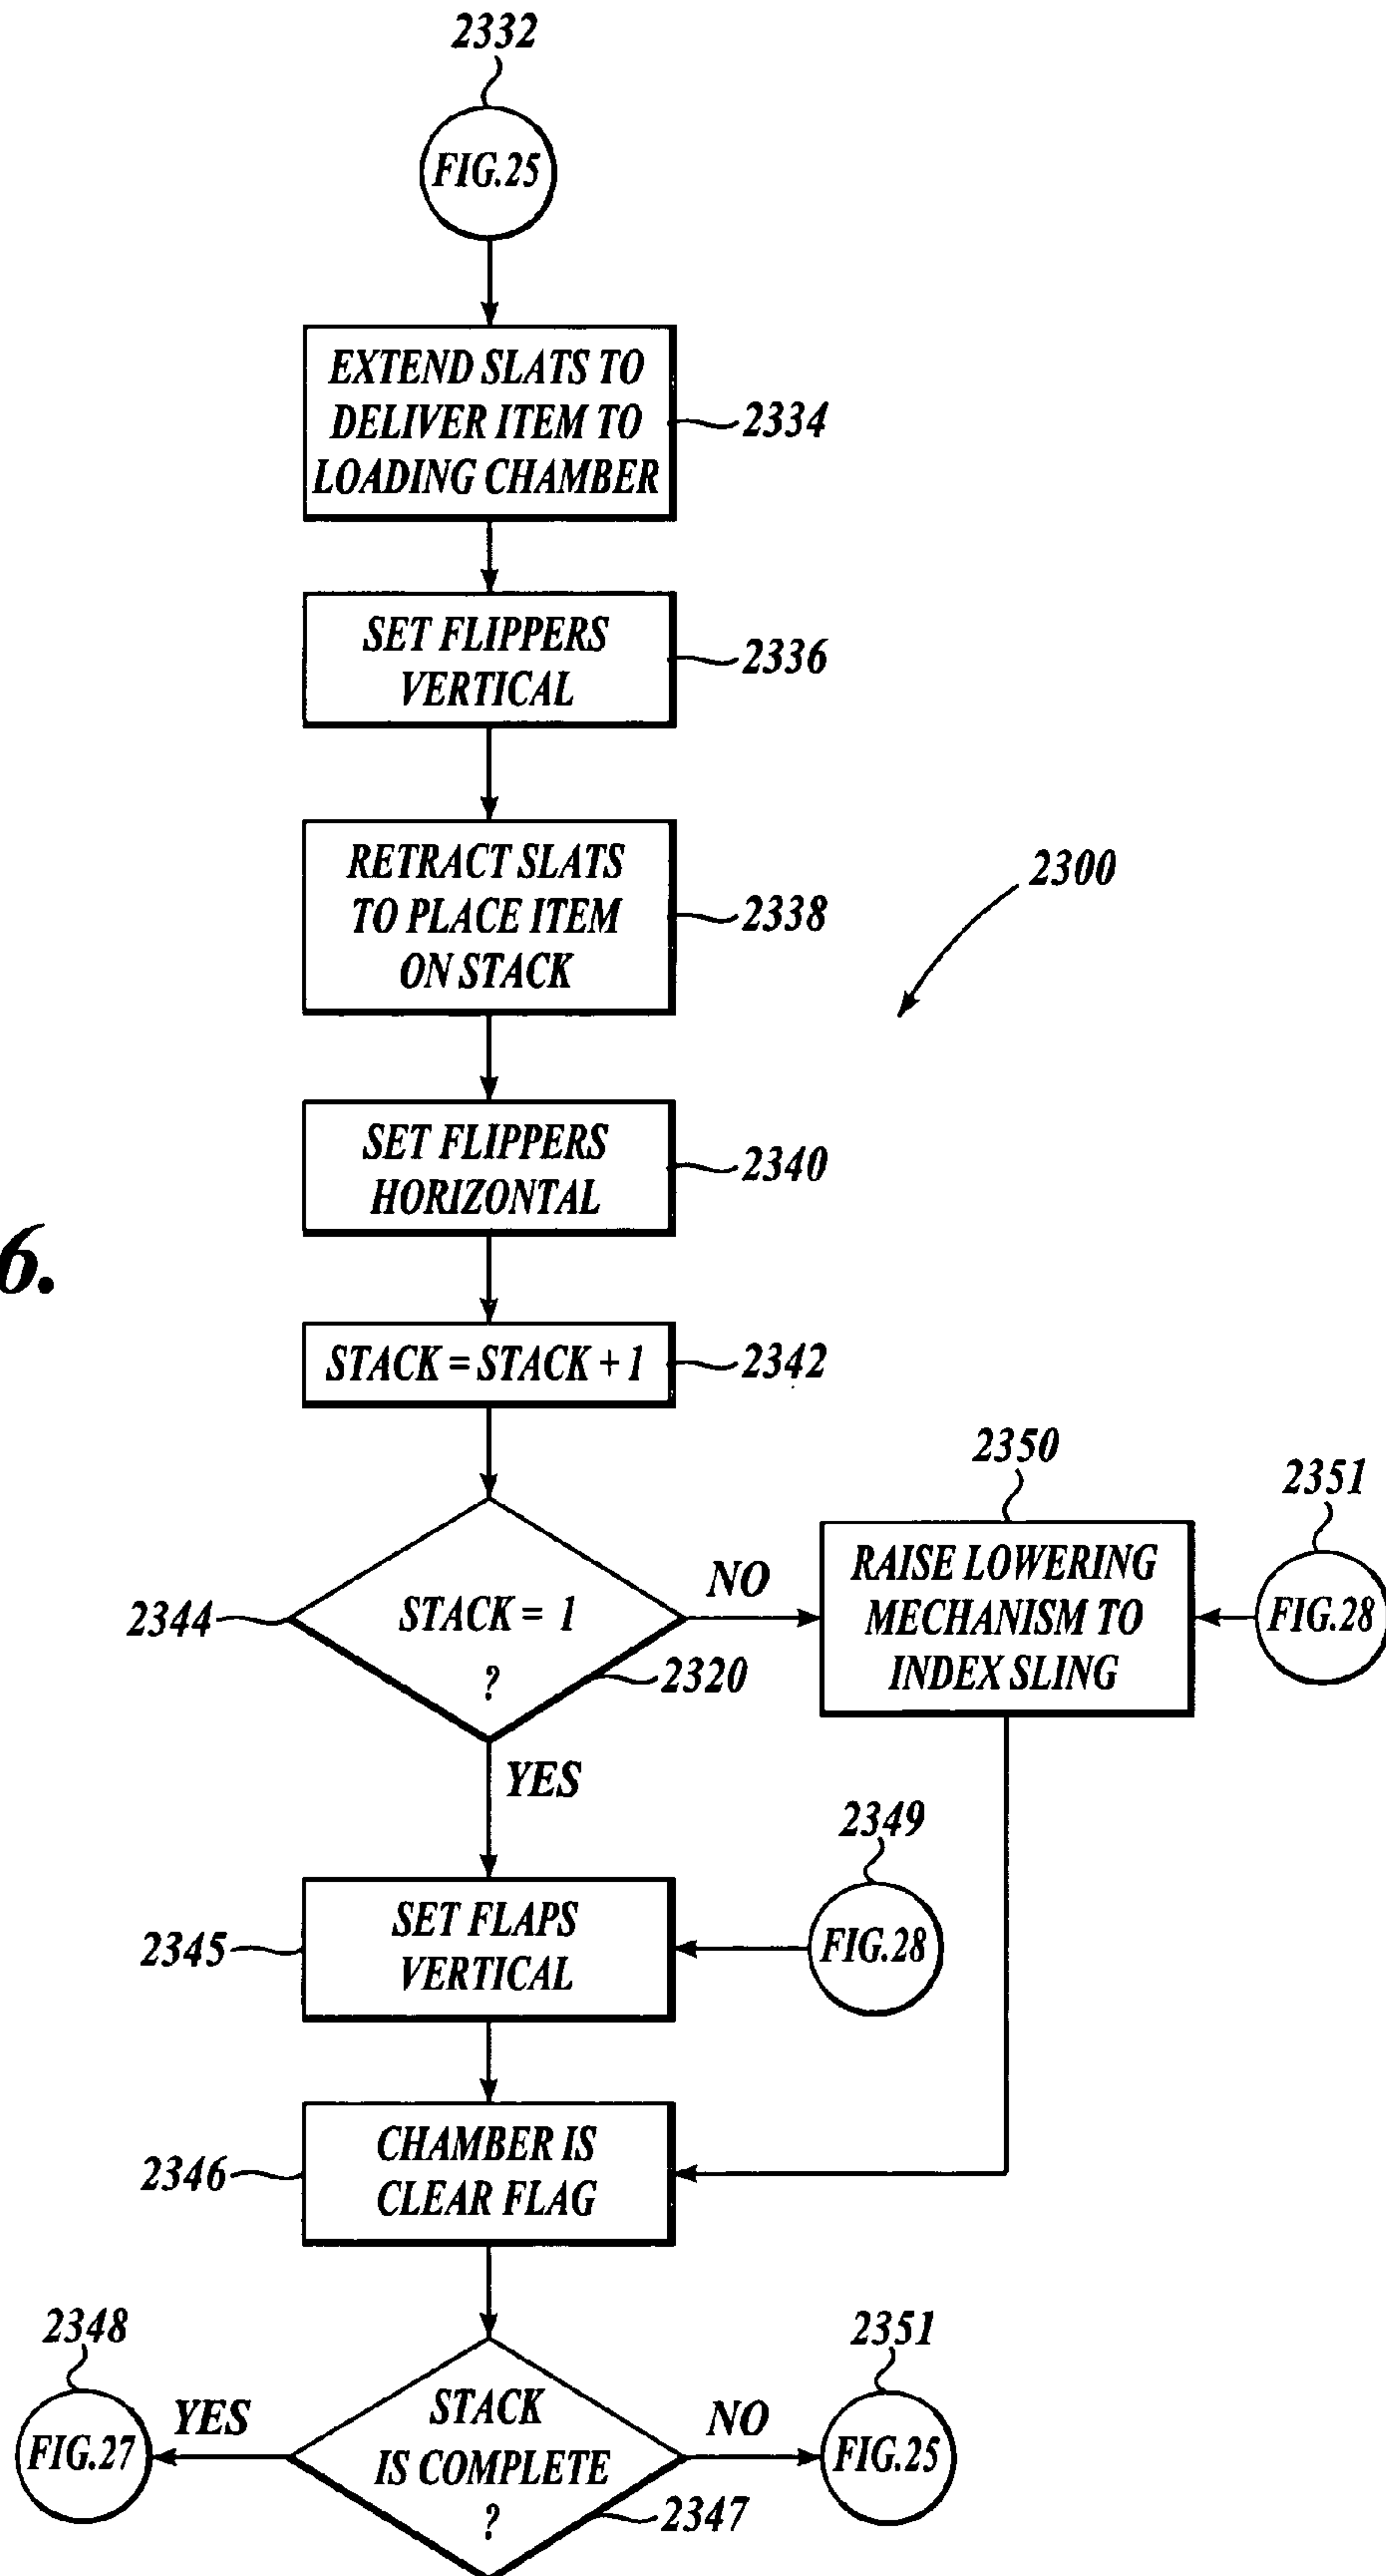 2332
FIG.25
EXTEND SLATS TO
DELIVER ITEM TO
LOADING CHAMBER
2334
SET FLIPPERS
VERTICAL
2336
RETRACT SLATS
TO PLACE ITEM
ON STACK
2338
2300
SET FLIPPERS
HORIZONTAL
2340
6.
STACK = STACK + 1
2342
2344
STACK = 1
?
2320
NO
2350
RAISE LOWERING
MECHANISM TO
INDEX SLING
2351
FIG.28
YES
2345
SET FLAPS
VERTICAL
2349
FIG.28
2346
CHAMBER IS
CLEAR FLAG
2348
FIG.27
YES
STACK
IS COMPLETE
?
2347
NO
2351
FIG.25